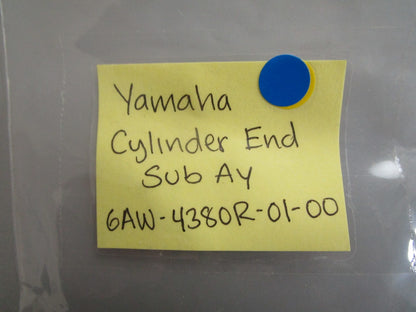 Yamaha
Cylinder End
Sub Ay
6AW-4380R-01-00